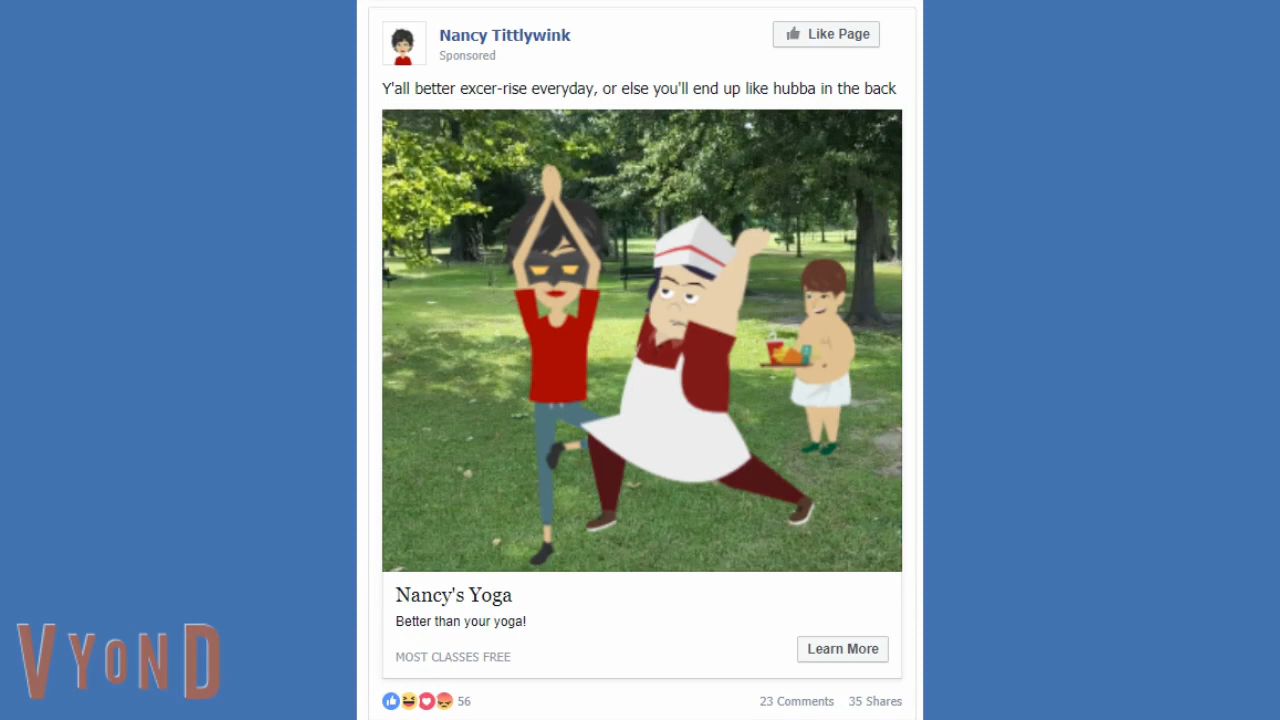 Nancy Tittlywink
Sponsored
Like Page
Y'all better excer-rise everyday, or else you'll end up like hubba in the back
Nancy's Yoga
Better than your yoga!
MOST CLASSES FREE
Learn More
56
23 Comments
35 Shares
VYOND